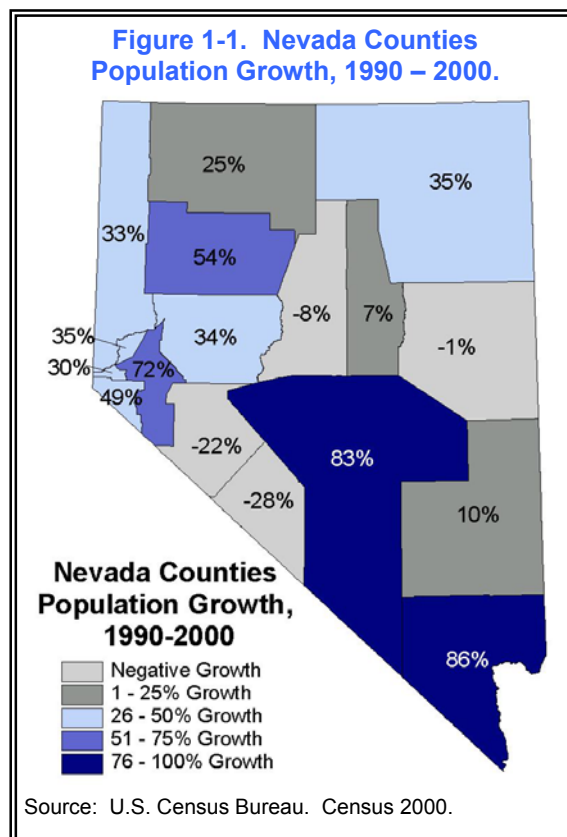 Figure 1-1. Nevada Counties
Population Growth, 1990 – 2000.
25%
35%
33%
54%
-8%
7%
34%
-1%
35%
30%
72%
49%
-22%
83%
-28%
10%
86%
Nevada Counties
Population Growth,
1990-2000
Negative Growth
1 - 25% Growth
26 - 50% Growth
51 - 75% Growth
76 - 100% Growth
Source: U.S. Census Bureau. Census 2000.